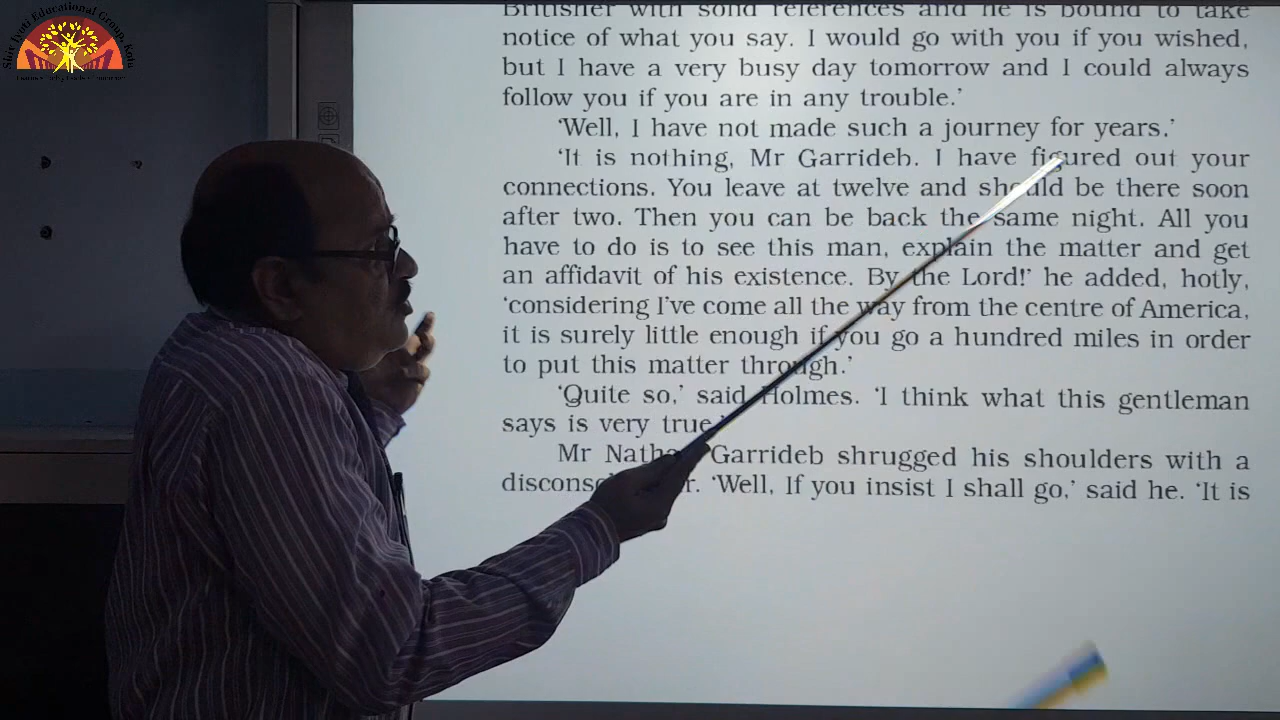 Shiv Jyoti Educational Group, Kota
Britisher with solid references and he is bound to take
notice of what you say. I would go with you if you wished,
but I have a very busy day tomorrow and I could always
follow you if you are in any trouble.’
‘Well, I have not made such a journey for years.’
‘It is nothing, Mr Garrideb. I have figured out your
connections. You leave at twelve and should be there soon
after two. Then you can be back the same night. All you
have to do is to see this man, explain the matter and get
an affidavit of his existence. By the Lord!’ he added, hotly,
‘considering I’ve come all the way from the centre of America,
it is surely little enough if you go a hundred miles in order
to put this matter through.’
‘Quite so,’ said Holmes. ‘I think what this gentleman
says is very true.’
Mr Garrideb shrugged his shoulders with a
‘Well, If you insist I shall go,’ said he. ‘It is